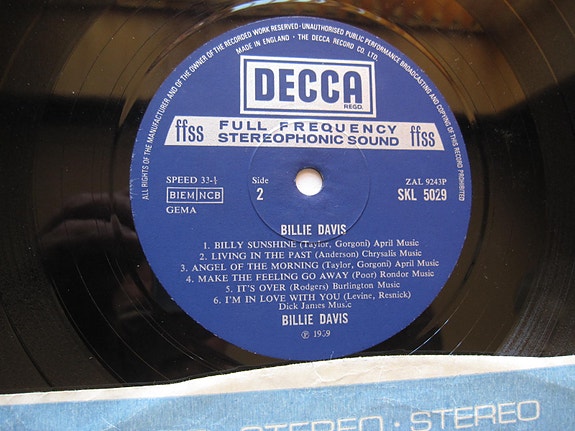 ALL RIGHTS OF THE MANUFACTURER AND OF THE OWNER OF THE RECORDED WORK RESERVED · UNAUTHORISED PUBLIC PERFORMANCE BROADCASTING AND COPYING OF THIS RECORD PROHIBITED
MADE IN ENGLAND · THE DECCA RECORD CO. LTD.
DECCA
REGD.
ffss FULL FREQUENCY STEREOPHONIC SOUND ffss
SPEED 33⅓ Side ZAL 9243P
BIEM NCB 2 SKL 5029
GEMA
BILLIE DAVIS
1. BILLY SUNSHINE (Taylor, Gorgoni) April Music
2. LIVING IN THE PAST (Anderson) Chrysalis Music
3. ANGEL OF THE MORNING (Taylor, Gorgoni) April Music
4. MAKE THE FEELING GO AWAY (Poor) Rondor Music
5. IT'S OVER (Rodgers) Burlington Music
6. I'M IN LOVE WITH YOU (Levine, Resnick)
Dick James Music
BILLIE DAVIS
℗ 1969
STEREO · STEREO